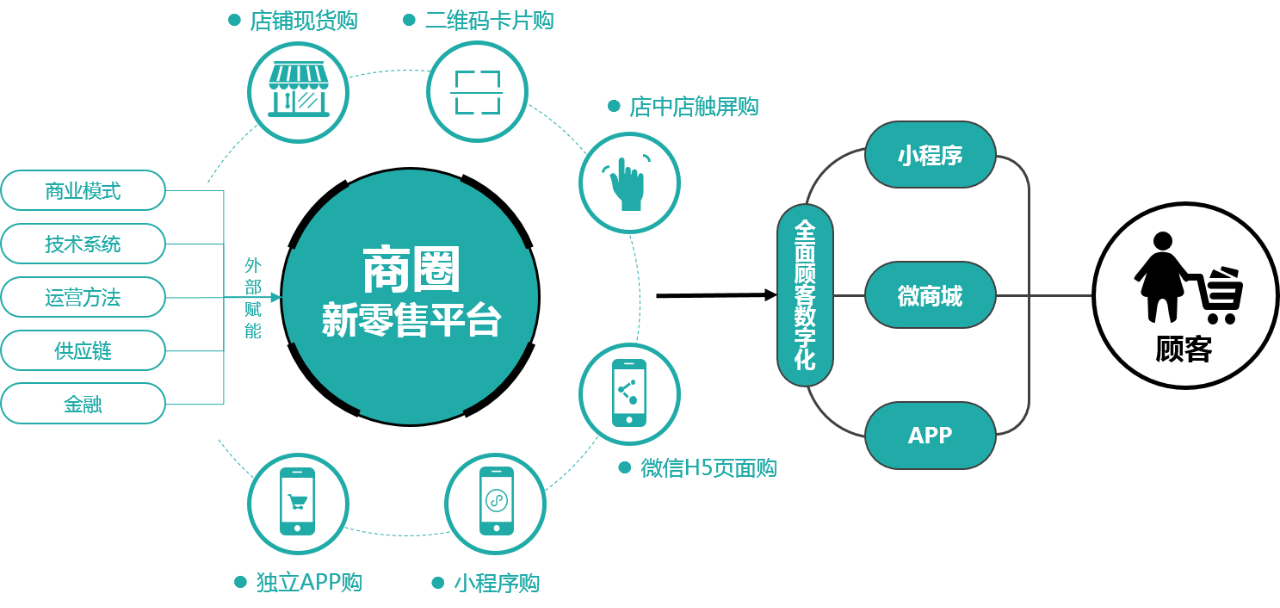 店铺现货购
二维码卡片购
店中店触屏购
商业模式
技术系统
运营方法
供应链
金融
外部赋能
商圈
新零售平台
微信H5页面购
独立APP购
小程序购
全面顾客数字化
小程序
微商城
APP
顾客